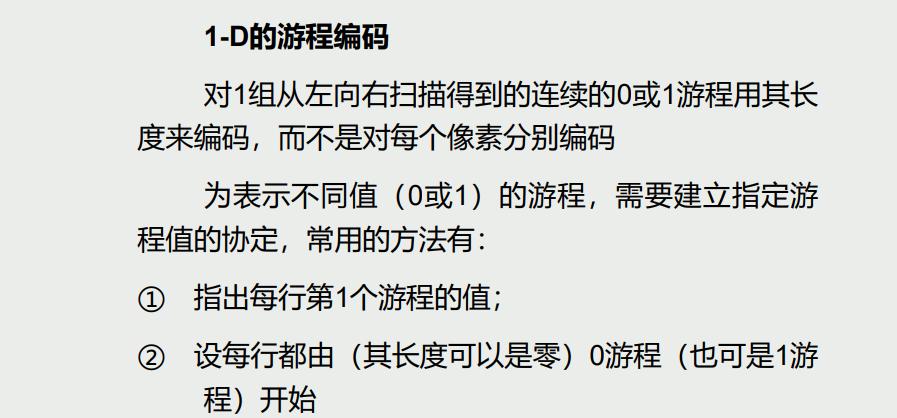 1-D的游程编码
对1组从左向右扫描得到的连续的0或1游程用其长
度来编码，而不是对每个像素分别编码
为表示不同值（0或1）的游程，需要建立指定游
程值的协定，常用的方法有：
① 指出每行第1个游程的值；
② 设每行都由（其长度可以是零）0游程（也可是1游
程）开始